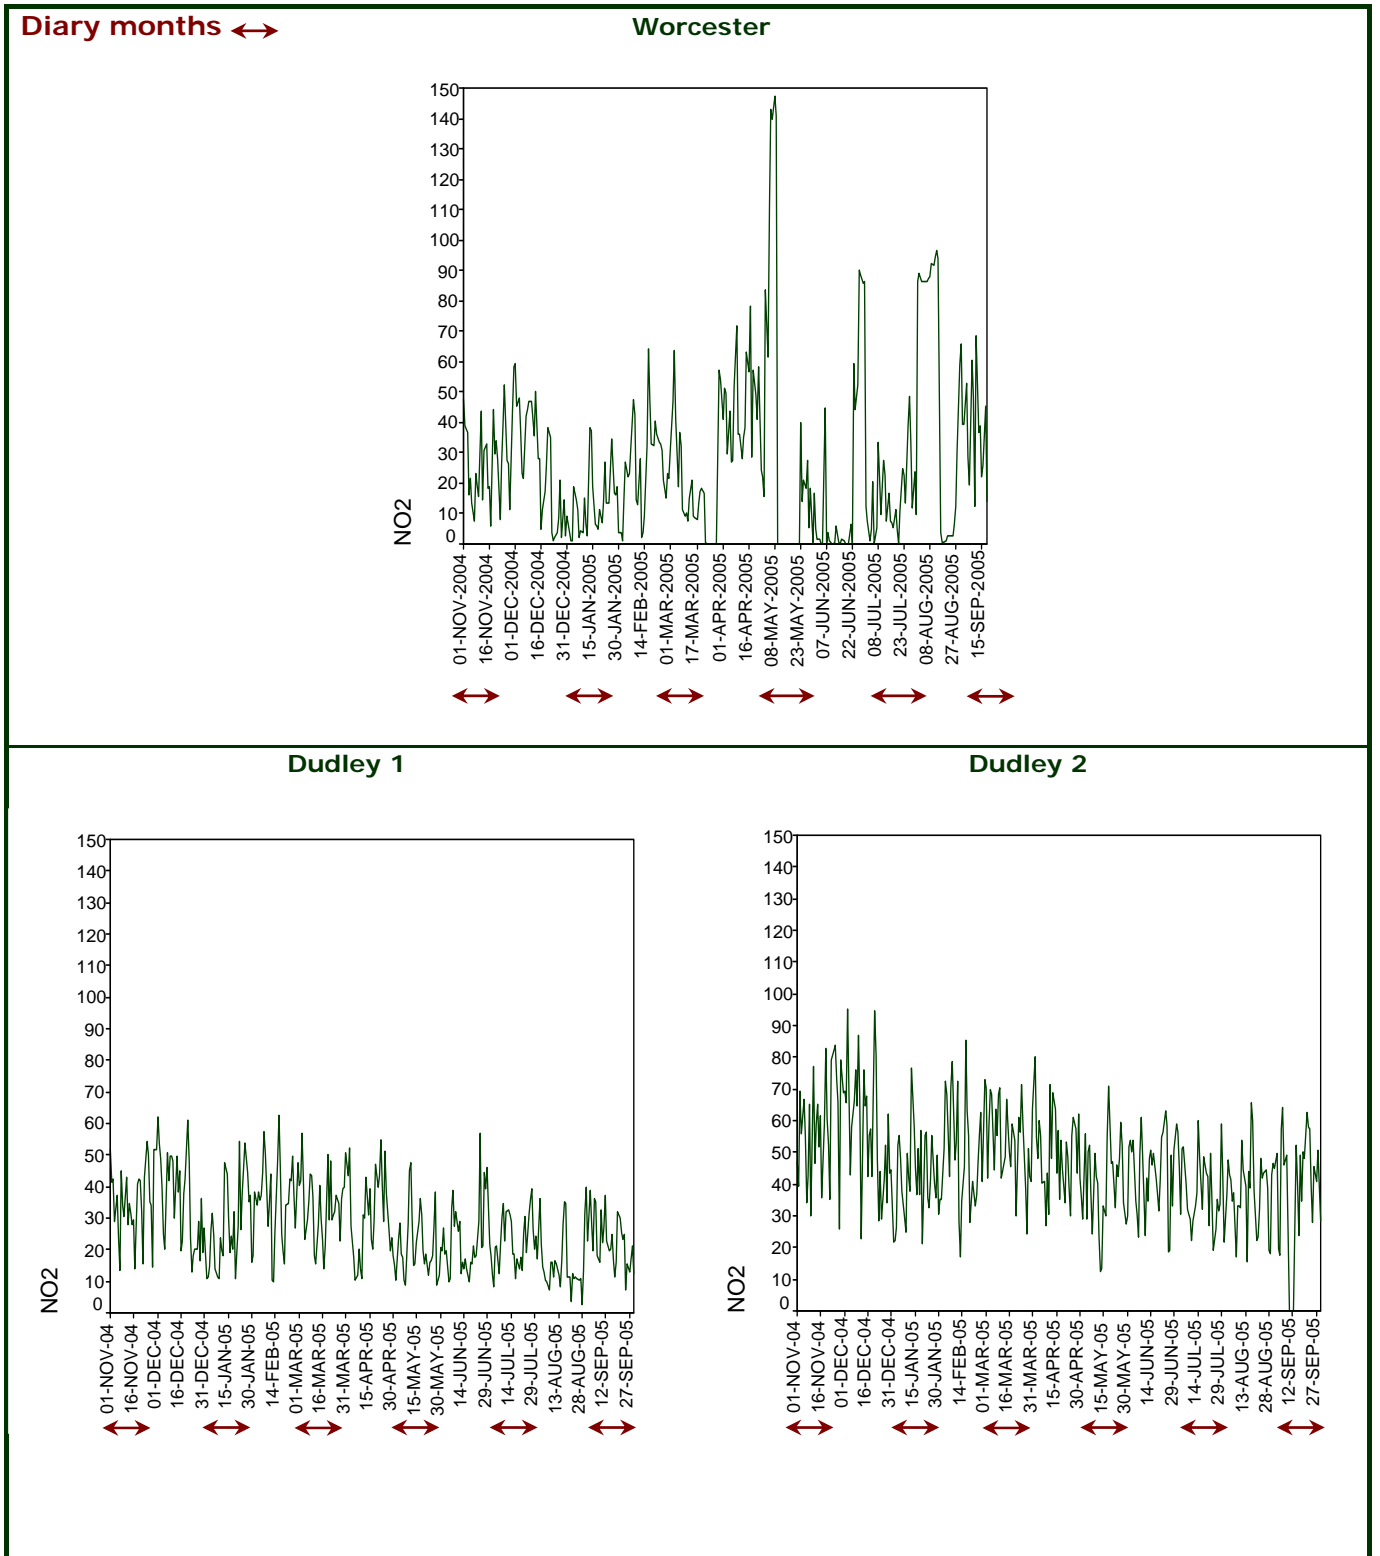 Diary months
Worcester
150
140
130
120
110
100
90
80
70
60
50
40
30
20
10
0
NO2
01-NOV-2004
16-NOV-2004
01-DEC-2004
16-DEC-2004
31-DEC-2004
15-JAN-2005
30-JAN-2005
14-FEB-2005
01-MAR-2005
17-MAR-2005
01-APR-2005
16-APR-2005
08-MAY-2005
23-MAY-2005
07-JUN-2005
22-JUN-2005
08-JUL-2005
23-JUL-2005
08-AUG-2005
27-AUG-2005
15-SEP-2005
Dudley 1
150
140
130
120
110
100
90
80
70
60
50
40
30
20
10
0
NO2
01-NOV-04
16-NOV-04
01-DEC-04
16-DEC-04
31-DEC-04
15-JAN-05
30-JAN-05
14-FEB-05
01-MAR-05
16-MAR-05
31-MAR-05
15-APR-05
30-APR-05
15-MAY-05
30-MAY-05
14-JUN-05
29-JUN-05
14-JUL-05
29-JUL-05
13-AUG-05
28-AUG-05
12-SEP-05
27-SEP-05
Dudley 2
150
140
130
120
110
100
90
80
70
60
50
40
30
20
10
0
NO2
01-NOV-04
16-NOV-04
01-DEC-04
16-DEC-04
31-DEC-04
15-JAN-05
30-JAN-05
14-FEB-05
01-MAR-05
16-MAR-05
31-MAR-05
15-APR-05
30-APR-05
15-MAY-05
30-MAY-05
14-JUN-05
29-JUN-05
14-JUL-05
29-JUL-05
13-AUG-05
28-AUG-05
12-SEP-05
27-SEP-05